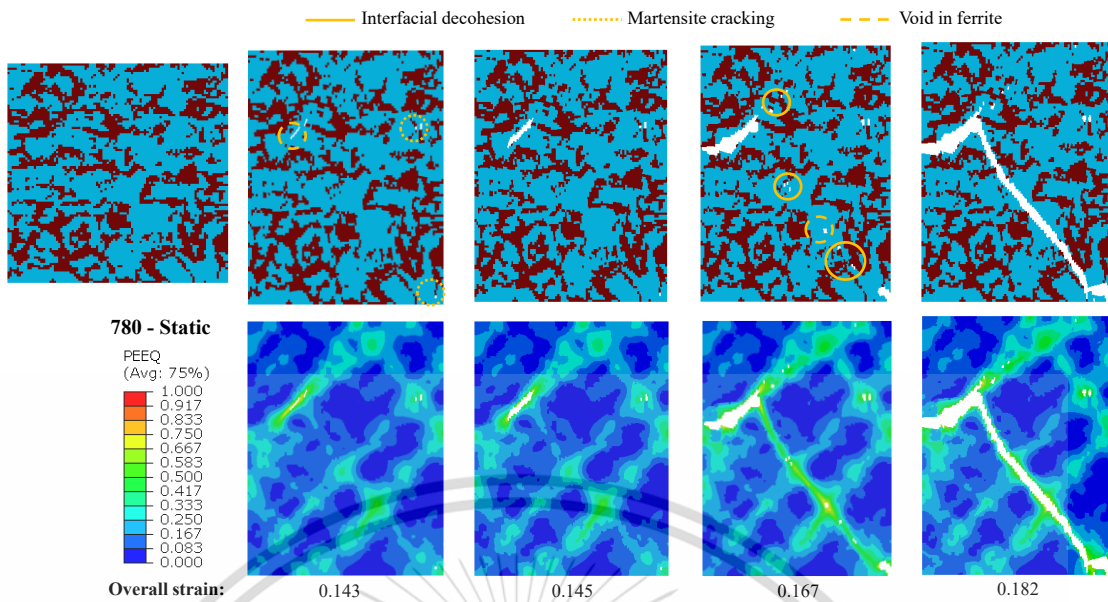 Interfacial decohesion Martensite cracking Void in ferrite
780 - Static
PEEQ
(Avg: 75%)
1.000
0.917
0.833
0.750
0.667
0.583
0.500
0.417
0.333
0.250
0.167
0.083
0.000
Overall strain: 0.143 0.145 0.167 0.182